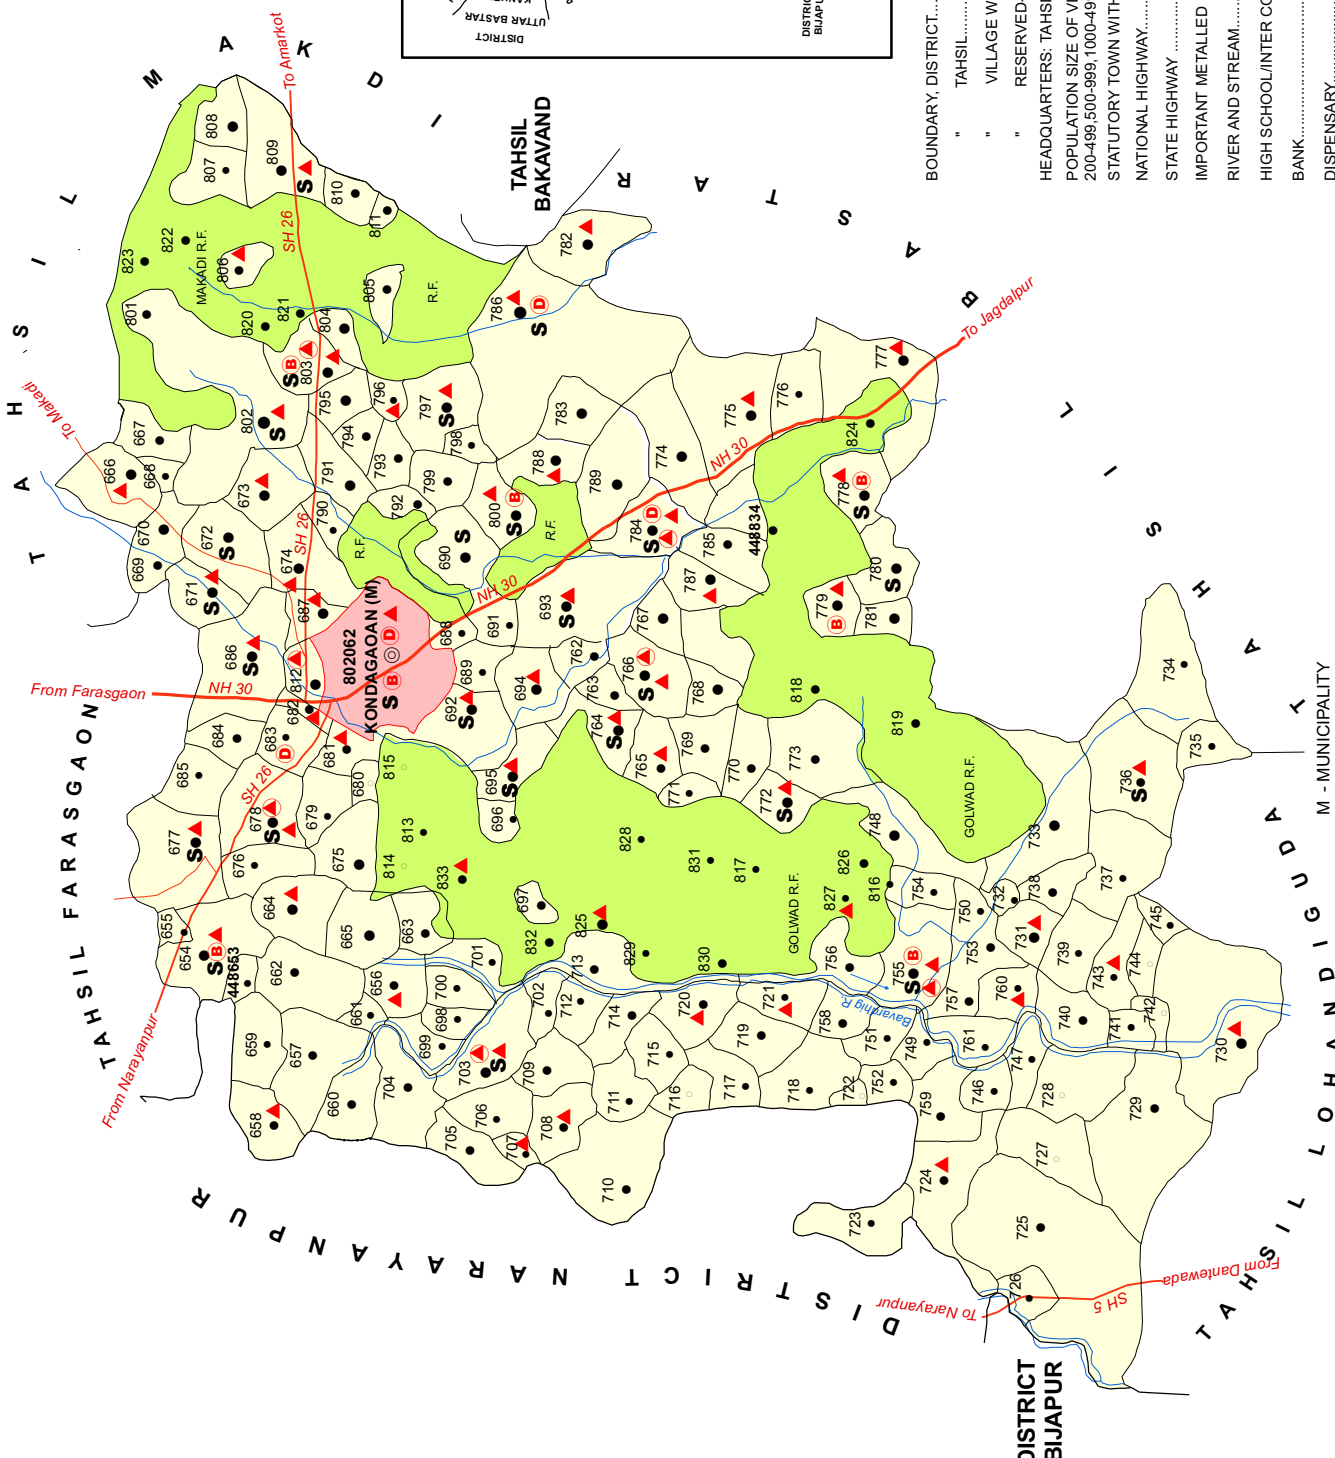 TAHSIL MAKDI
TAHSIL BASTAR
TAHSIL LOHANDIGUDA
DISTRICT NARAYANPUR
TAHSIL FARASGAON
TAHSIL
BAKAVAND
DISTRICT
BIJAPUR
DISTRICT
UTTAR BASTAR
DISTRIC
BIJAPU
BOUNDARY, DISTRICT...
" TAHSIL.........
" VILLAGE W
" RESERVED-
HEADQUARTERS: TAHSI
POPULATION SIZE OF VI
200-499,500-999,1000-49
STATUTORY TOWN WITH
NATIONAL HIGHWAY......
STATE HIGHWAY ...........
IMPORTANT METALLED
RIVER AND STREAM.....
HIGH SCHOOL/INTER CO
BANK..............................
DISPENSARY...............
M - MUNICIPALITY
To Amarkot
To Makadi
To Jagdalpur
From Farasgaon
From Narayanpur
To Narayanpur
From Dantewada
SH 26
SH 26
SH 26
NH 30
NH 30
NH 30
SH 5
MAKADI R.F.
R.F.
R.F.
R.F.
GOLWAD R.F.
GOLWAD R.F.
802062
KONDAGAOAN (M)
S B D
448653
448834
808
807
809
S
810
811
823
822
806
801
820
821
804
805
S B
803
782
786
S D
802
S
795
796
797
S
794
793
798
799
791
792
790
667
666
668
673
670
669
672
S
671
S
674
687
686
S
812
682
683
D
684
685
681
680
678
S
679
677
S
676
675
664
655
654
S B
662
665
663
783
788
789
800
S B
690
S
688
691
689
693
S
692
S
694
695
S
696
697
774
775
776
777
824
778
S B
784
S D
785
787
779
B
780
S
781
767
766
S
768
762
763
764
S
765
769
770
771
772
S
773
818
819
815
813
814
833
828
831
817
826
827
816
825
832
829
830
748
754
750
732
733
738
737
736
S
734
735
731
753
739
745
744
743
742
741
740
760
757
755
S B
756
761
747
746
749
751
752
758
759
728
729
727
730
724
725
726
723
722
721
720
719
718
717
716
715
714
713
712
711
710
709
708
707
706
705
704
703
S
702
701
700
699
698
661
656
657
659
658
660